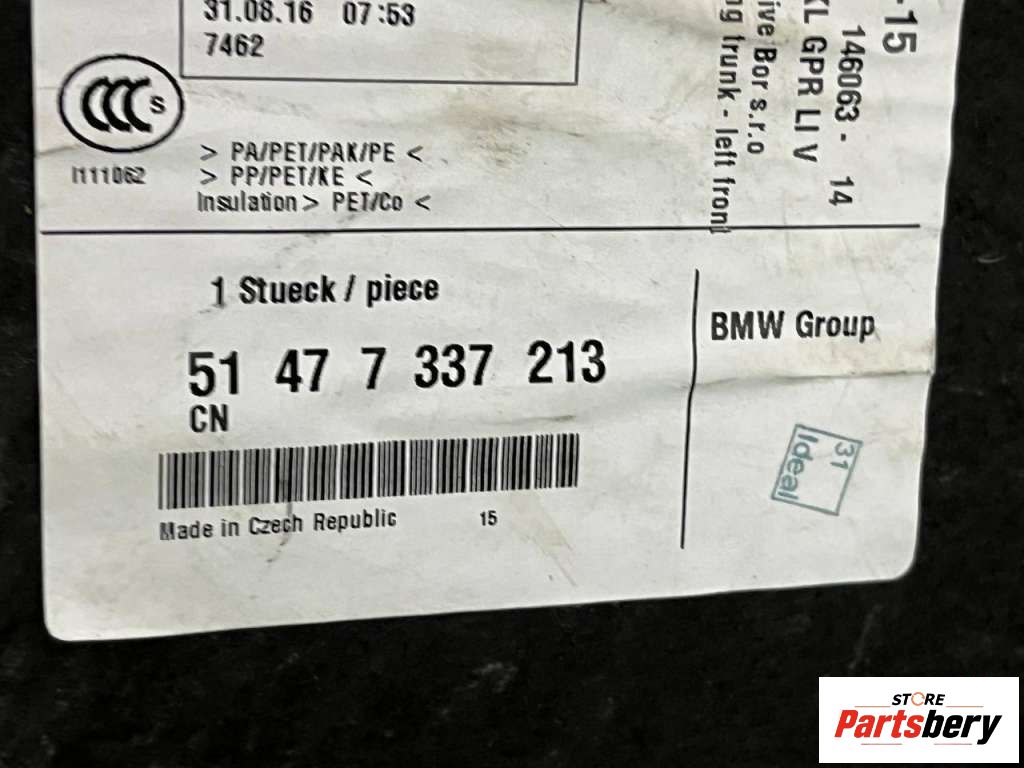 31.08.16 07:53
7462
CCC S
I111062
> PA/PET/PAK/PE <
> PP/PET/KE <
Insulation > PET/Co <
-15
146063 - 14
KL GPR LI V
ive Bor s.r.o
ng trunk - left front
1 Stueck / piece
51 47 7 337 213
CN
Made in Czech Republic 15
BMW Group
31
Ideal
STORE
Partsbery